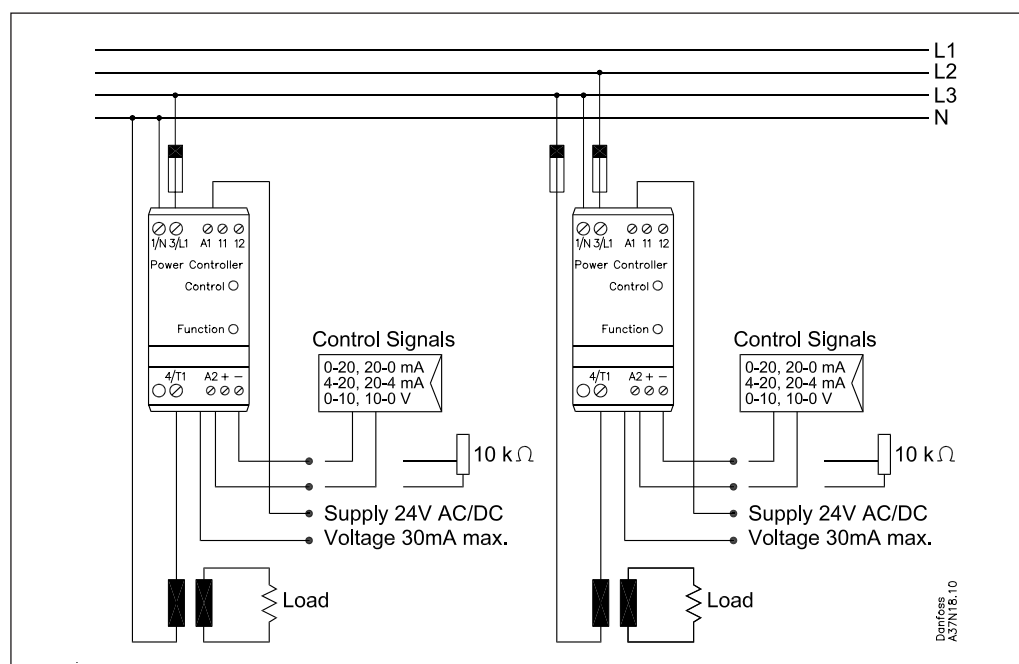 L1
L2
L3
N
1/N 3/L1 A1 11 12
Power Controller
Control
Function
4/T1 A2 + −
Control Signals
0-20, 20-0 mA
4-20, 20-4 mA
0-10, 10-0 V
10 kΩ
Supply 24V AC/DC
Voltage 30mA max.
Load
1/N 3/L1 A1 11 12
Power Controller
Control
Function
4/T1 A2 + −
Control Signals
0-20, 20-0 mA
4-20, 20-4 mA
0-10, 10-0 V
10 kΩ
Supply 24V AC/DC
Voltage 30mA max.
Load
Danfoss
A37N18.10